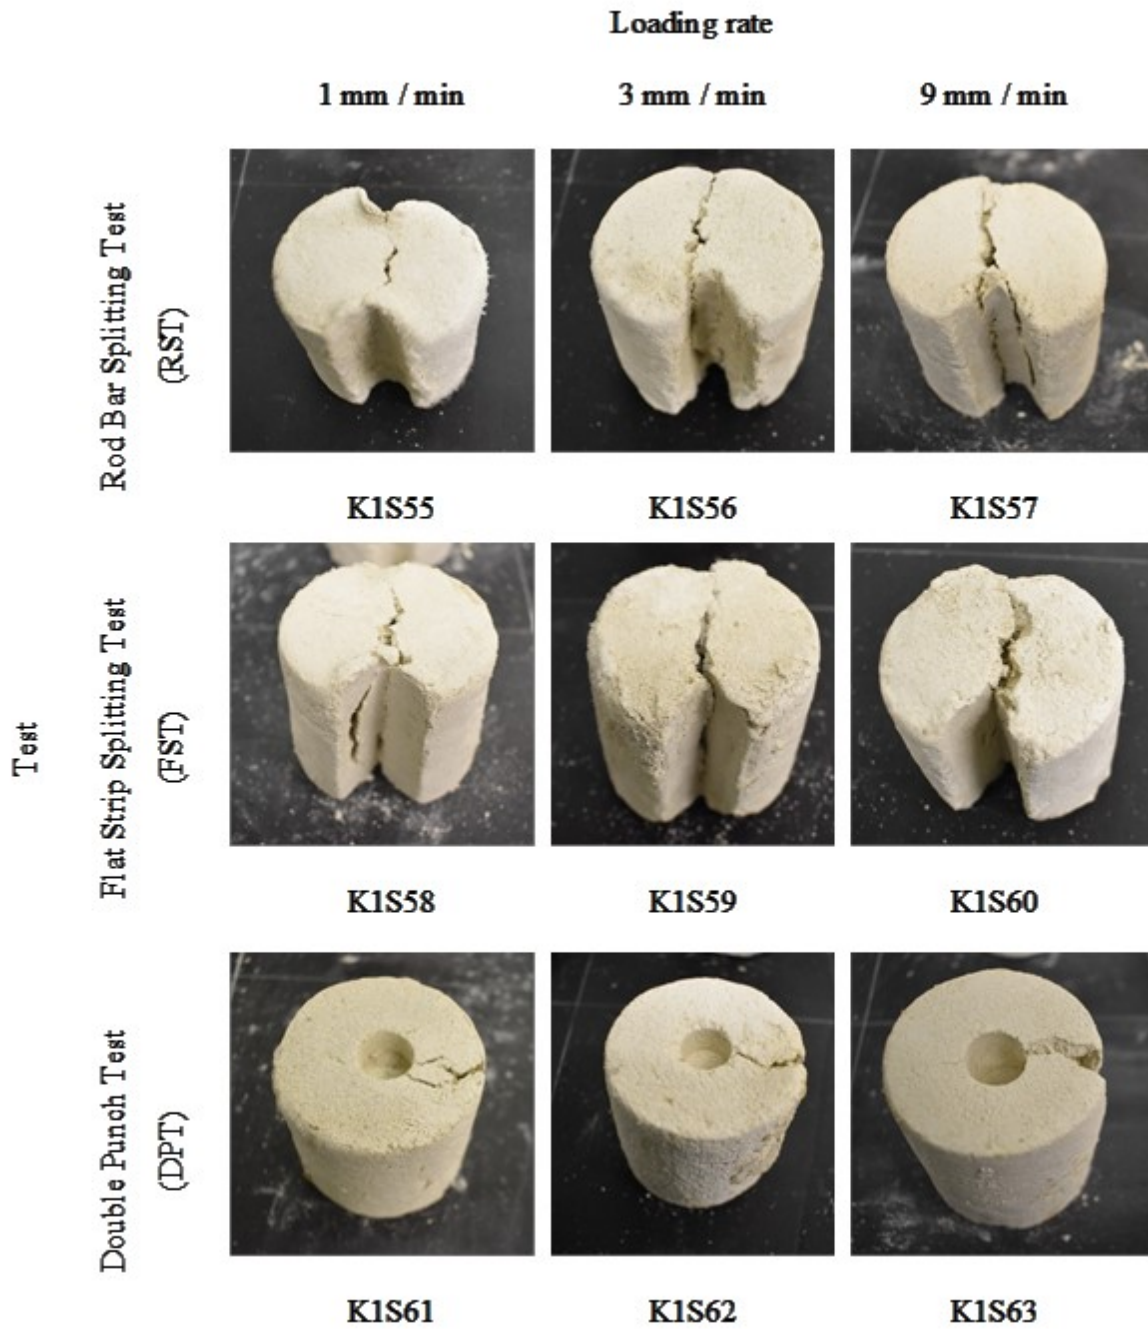 Loading rate
1 mm / min
3 mm / min
9 mm / min
Test
Rod Bar Splitting Test
(RST)
K1S55
K1S56
K1S57
Flat Strip Splitting Test
(FST)
K1S58
K1S59
K1S60
Double Punch Test
(DPT)
K1S61
K1S62
K1S63